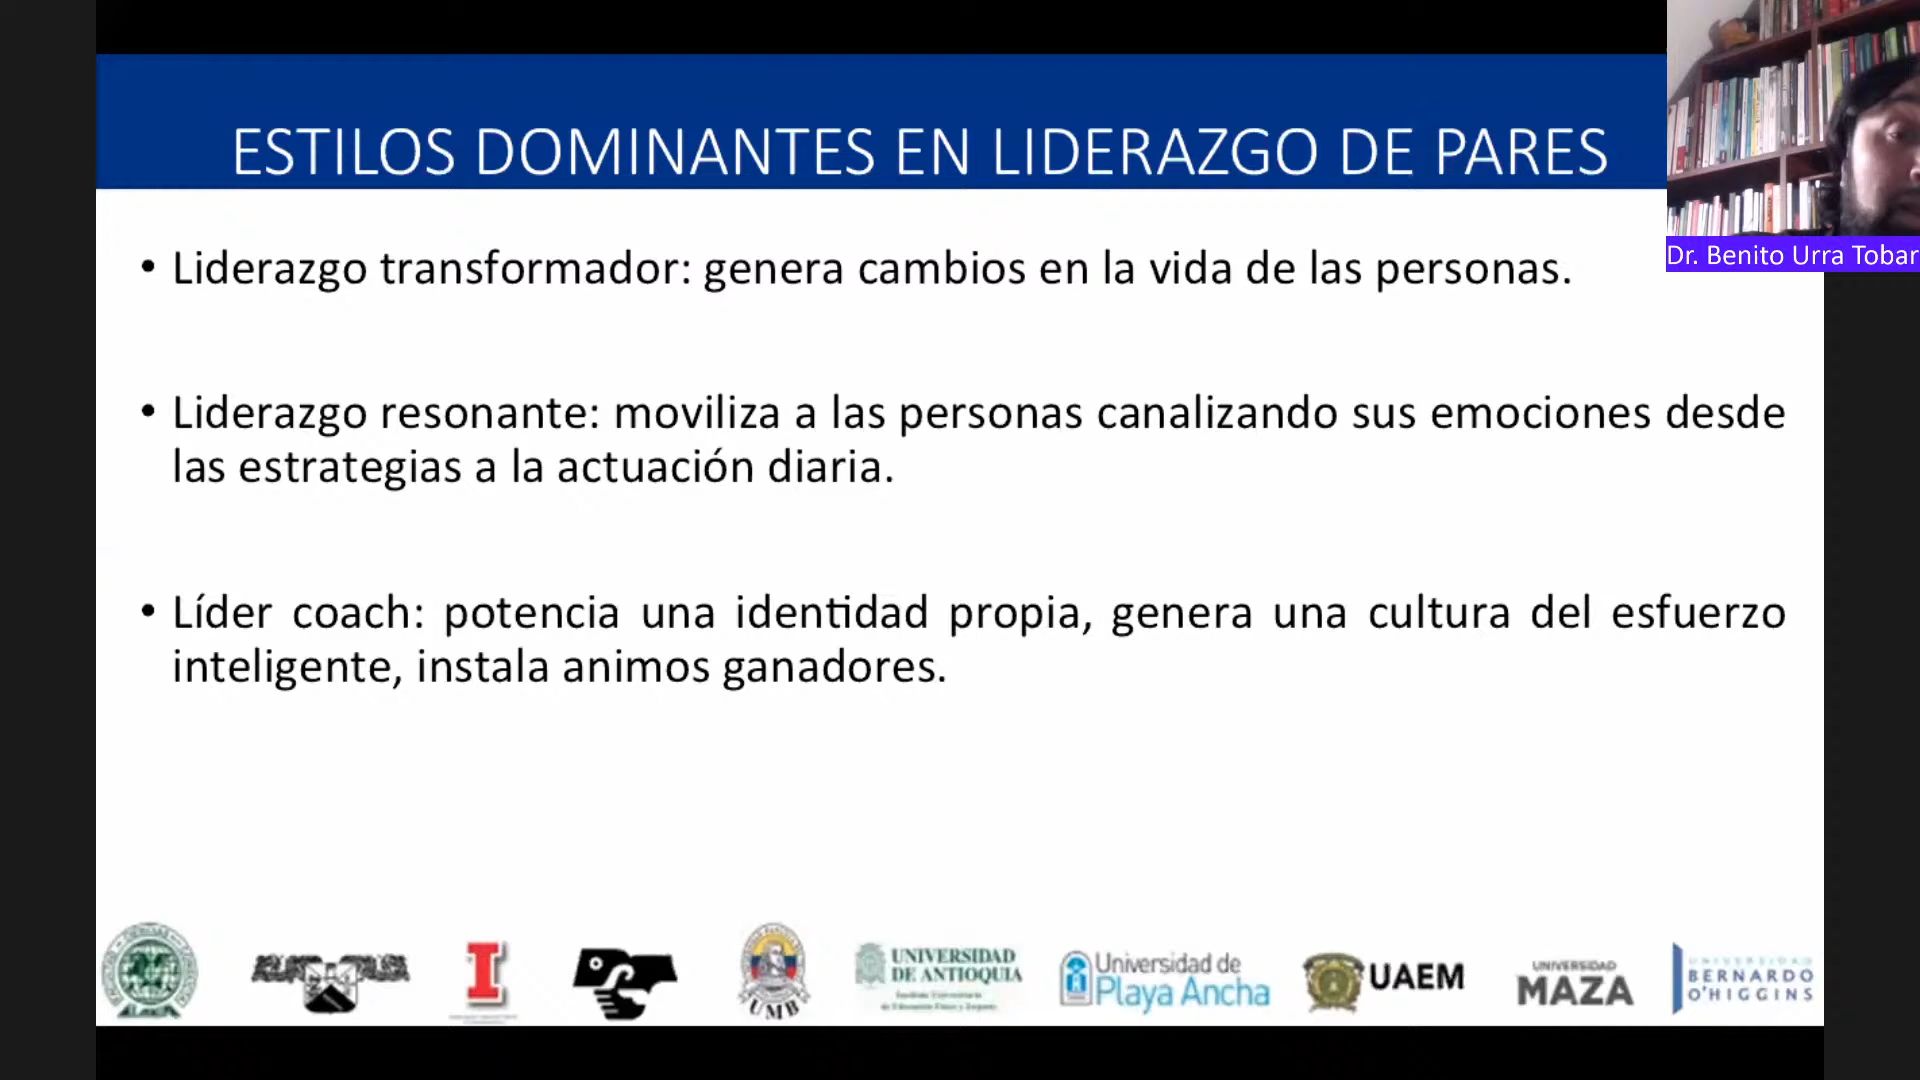 ESTILOS DOMINANTES EN LIDERAZGO DE PARES
Dr. Benito Urra Tobar
• Liderazgo transformador: genera cambios en la vida de las personas.
• Liderazgo resonante: moviliza a las personas canalizando sus emociones desde
las estrategias a la actuación diaria.
• Líder coach: potencia una identidad propia, genera una cultura del esfuerzo
inteligente, instala animos ganadores.
UMB
UNIVERSIDAD
DE ANTIOQUIA
Universidad de
Playa Ancha
UAEM
UNIVERSIDAD
MAZA
UNIVERSIDAD
BERNARDO
O'HIGGINS